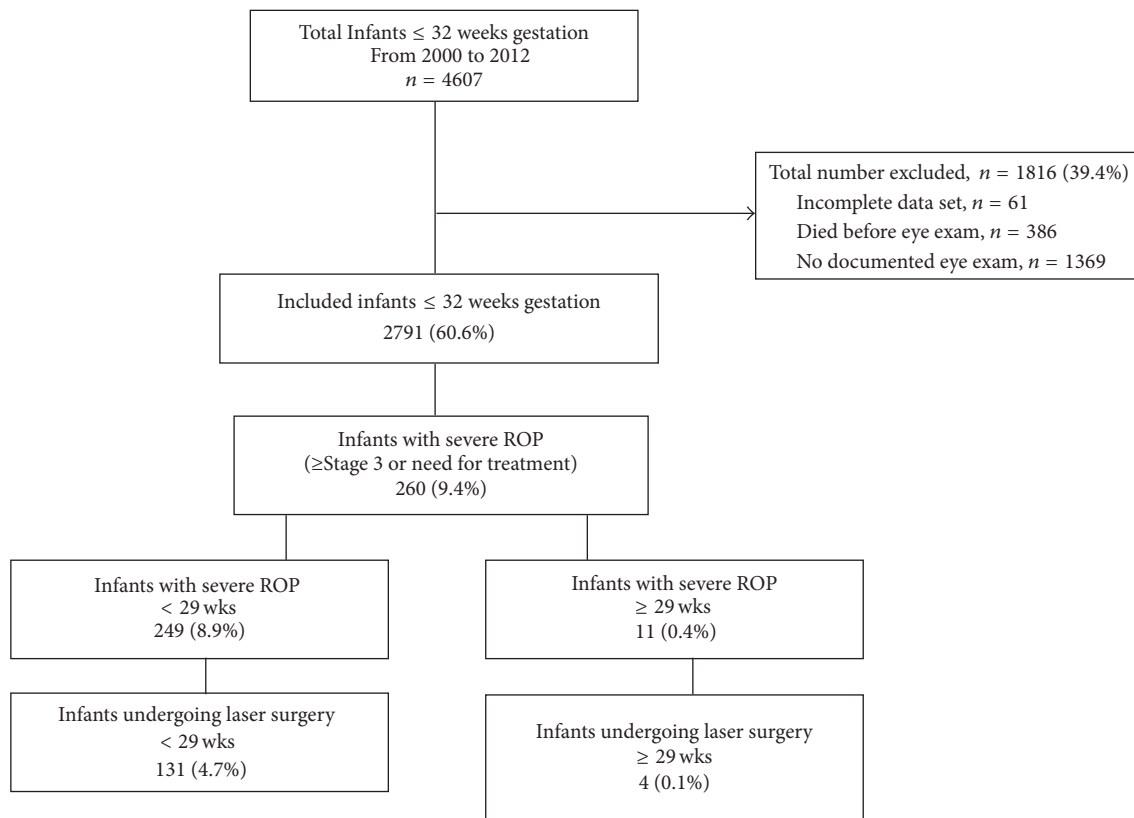 Total Infants ≤ 32 weeks gestation
From 2000 to 2012
n = 4607
Total number excluded, n = 1816 (39.4%)
Incomplete data set, n = 61
Died before eye exam, n = 386
No documented eye exam, n = 1369
Included infants ≤ 32 weeks gestation
2791 (60.6%)
Infants with severe ROP
(≥Stage 3 or need for treatment)
260 (9.4%)
Infants with severe ROP
< 29 wks
249 (8.9%)
Infants with severe ROP
≥ 29 wks
11 (0.4%)
Infants undergoing laser surgery
< 29 wks
131 (4.7%)
Infants undergoing laser surgery
≥ 29 wks
4 (0.1%)